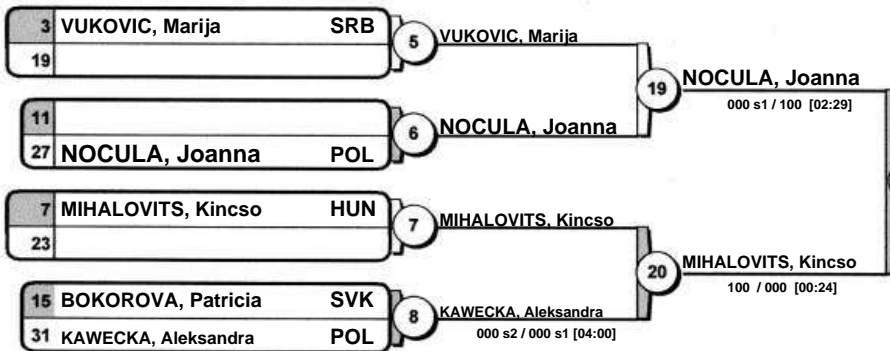 3 VUKOVIC, Marija SRB
19
5
VUKOVIC, Marija
11
27 NOCULA, Joanna POL
6
NOCULA, Joanna
19
NOCULA, Joanna
000 s1 / 100 [02:29]
7 MIHALOVITS, Kincso HUN
23
7
MIHALOVITS, Kincso
15 BOKOROVA, Patricia SVK
31 KAWECKA, Aleksandra POL
8
KAWECKA, Aleksandra
000 s2 / 000 s1 [04:00]
20
MIHALOVITS, Kincso
100 / 000 [00:24]